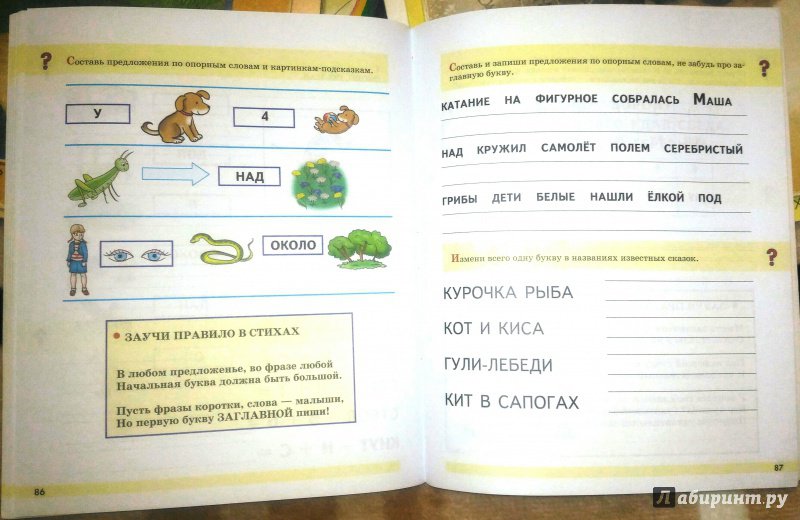 ? Составь предложения по опорным словам и картинкам-подсказкам.
У 4
НАД
ОКОЛО
• ЗАУЧИ ПРАВИЛО В СТИХАХ
В любом предложенье, во фразе любой
Начальная буква должна быть большой.
Пусть фразы коротки, слова — малыши,
Но первую букву ЗАГЛАВНОЙ пиши!
86
Составь и запиши предложения по опорным словам, не забудь про за-
главную букву. ?
КАТАНИЕ НА ФИГУРНОЕ СОБРАЛАСЬ МАША
НАД КРУЖИЛ САМОЛЁТ ПОЛЕМ СЕРЕБРИСТЫЙ
ГРИБЫ ДЕТИ БЕЛЫЕ НАШЛИ ЁЛКОЙ ПОД
Измени всего одну букву в названиях известных сказок. ?
КУРОЧКА РЫБА
КОТ И КИСА
ГУЛИ-ЛЕБЕДИ
КИТ В САПОГАХ
87
Лабиринт.ру